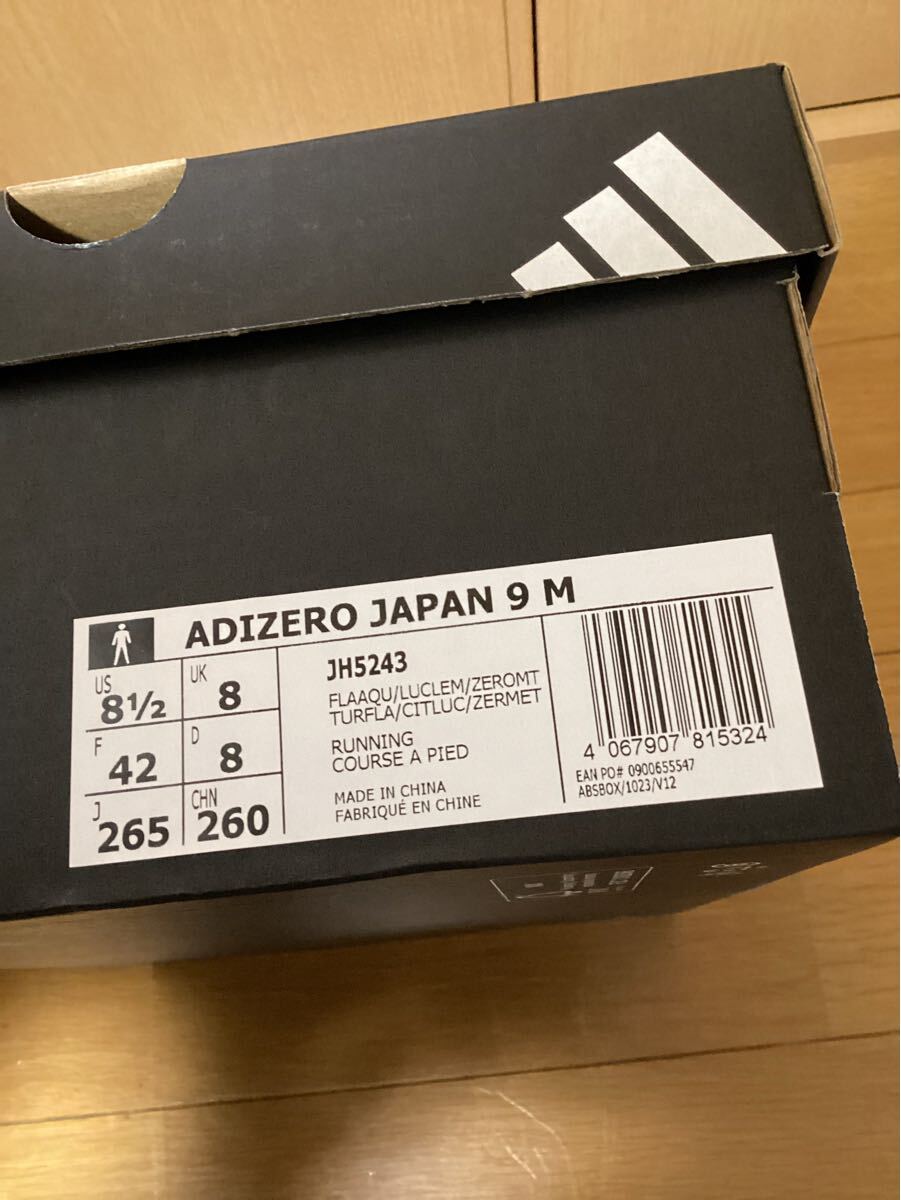 ADIZERO JAPAN 9 M
US 8½ UK 8
F 42 D 8
J 265 CHN 260
JH5243
FLAAQU/LUCLEM/ZEROMT
TURFLA/CITLUC/ZERMET
RUNNING
COURSE A PIED
MADE IN CHINA
FABRIQUÉ EN CHINE
4 067907 815324
EAN PO# 0900655547
ABSBOX/1023/V12